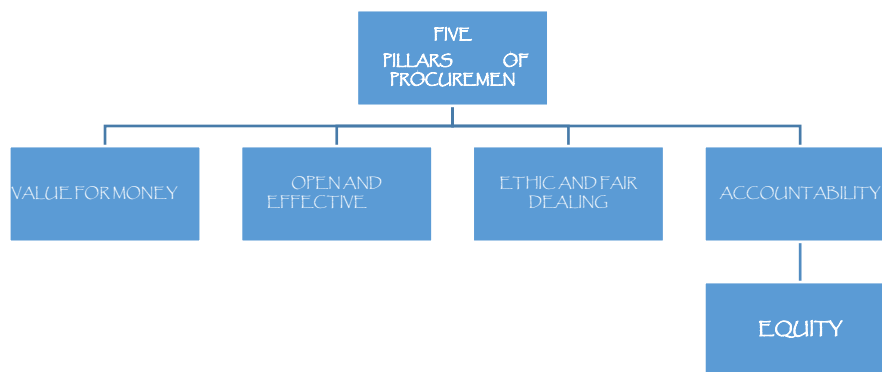 FIVE
PILLARS OF
PROCUREMEN
VALUE FOR MONEY
OPEN AND
EFFECTIVE
ETHIC AND FAIR
DEALING
ACCOUNTABILITY
EQUITY